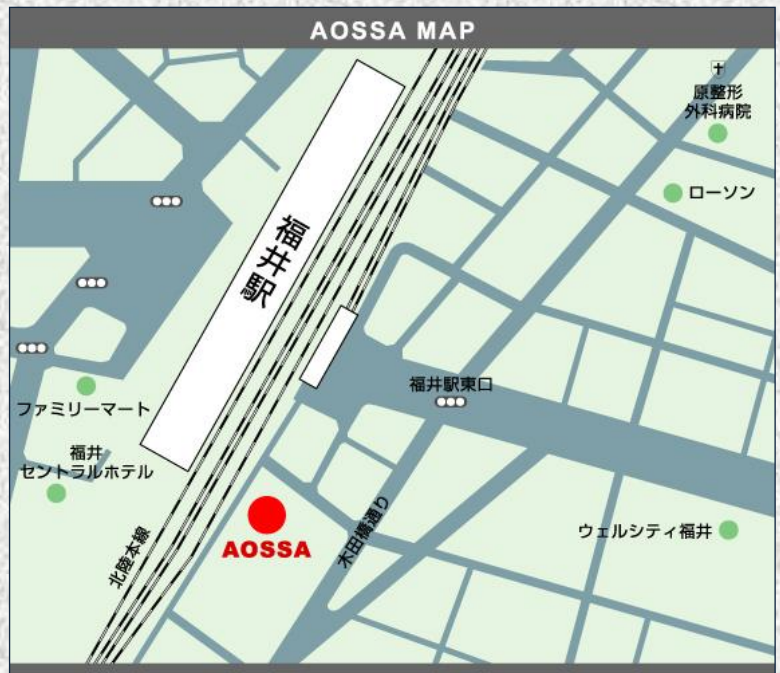 AOSSA MAP
原整形
外科病院
ローソン
福井駅
福井駅東口
ファミリーマート
福井
セントラルホテル
北陸本線
AOSSA
木田橋通り
ウェルシティ福井